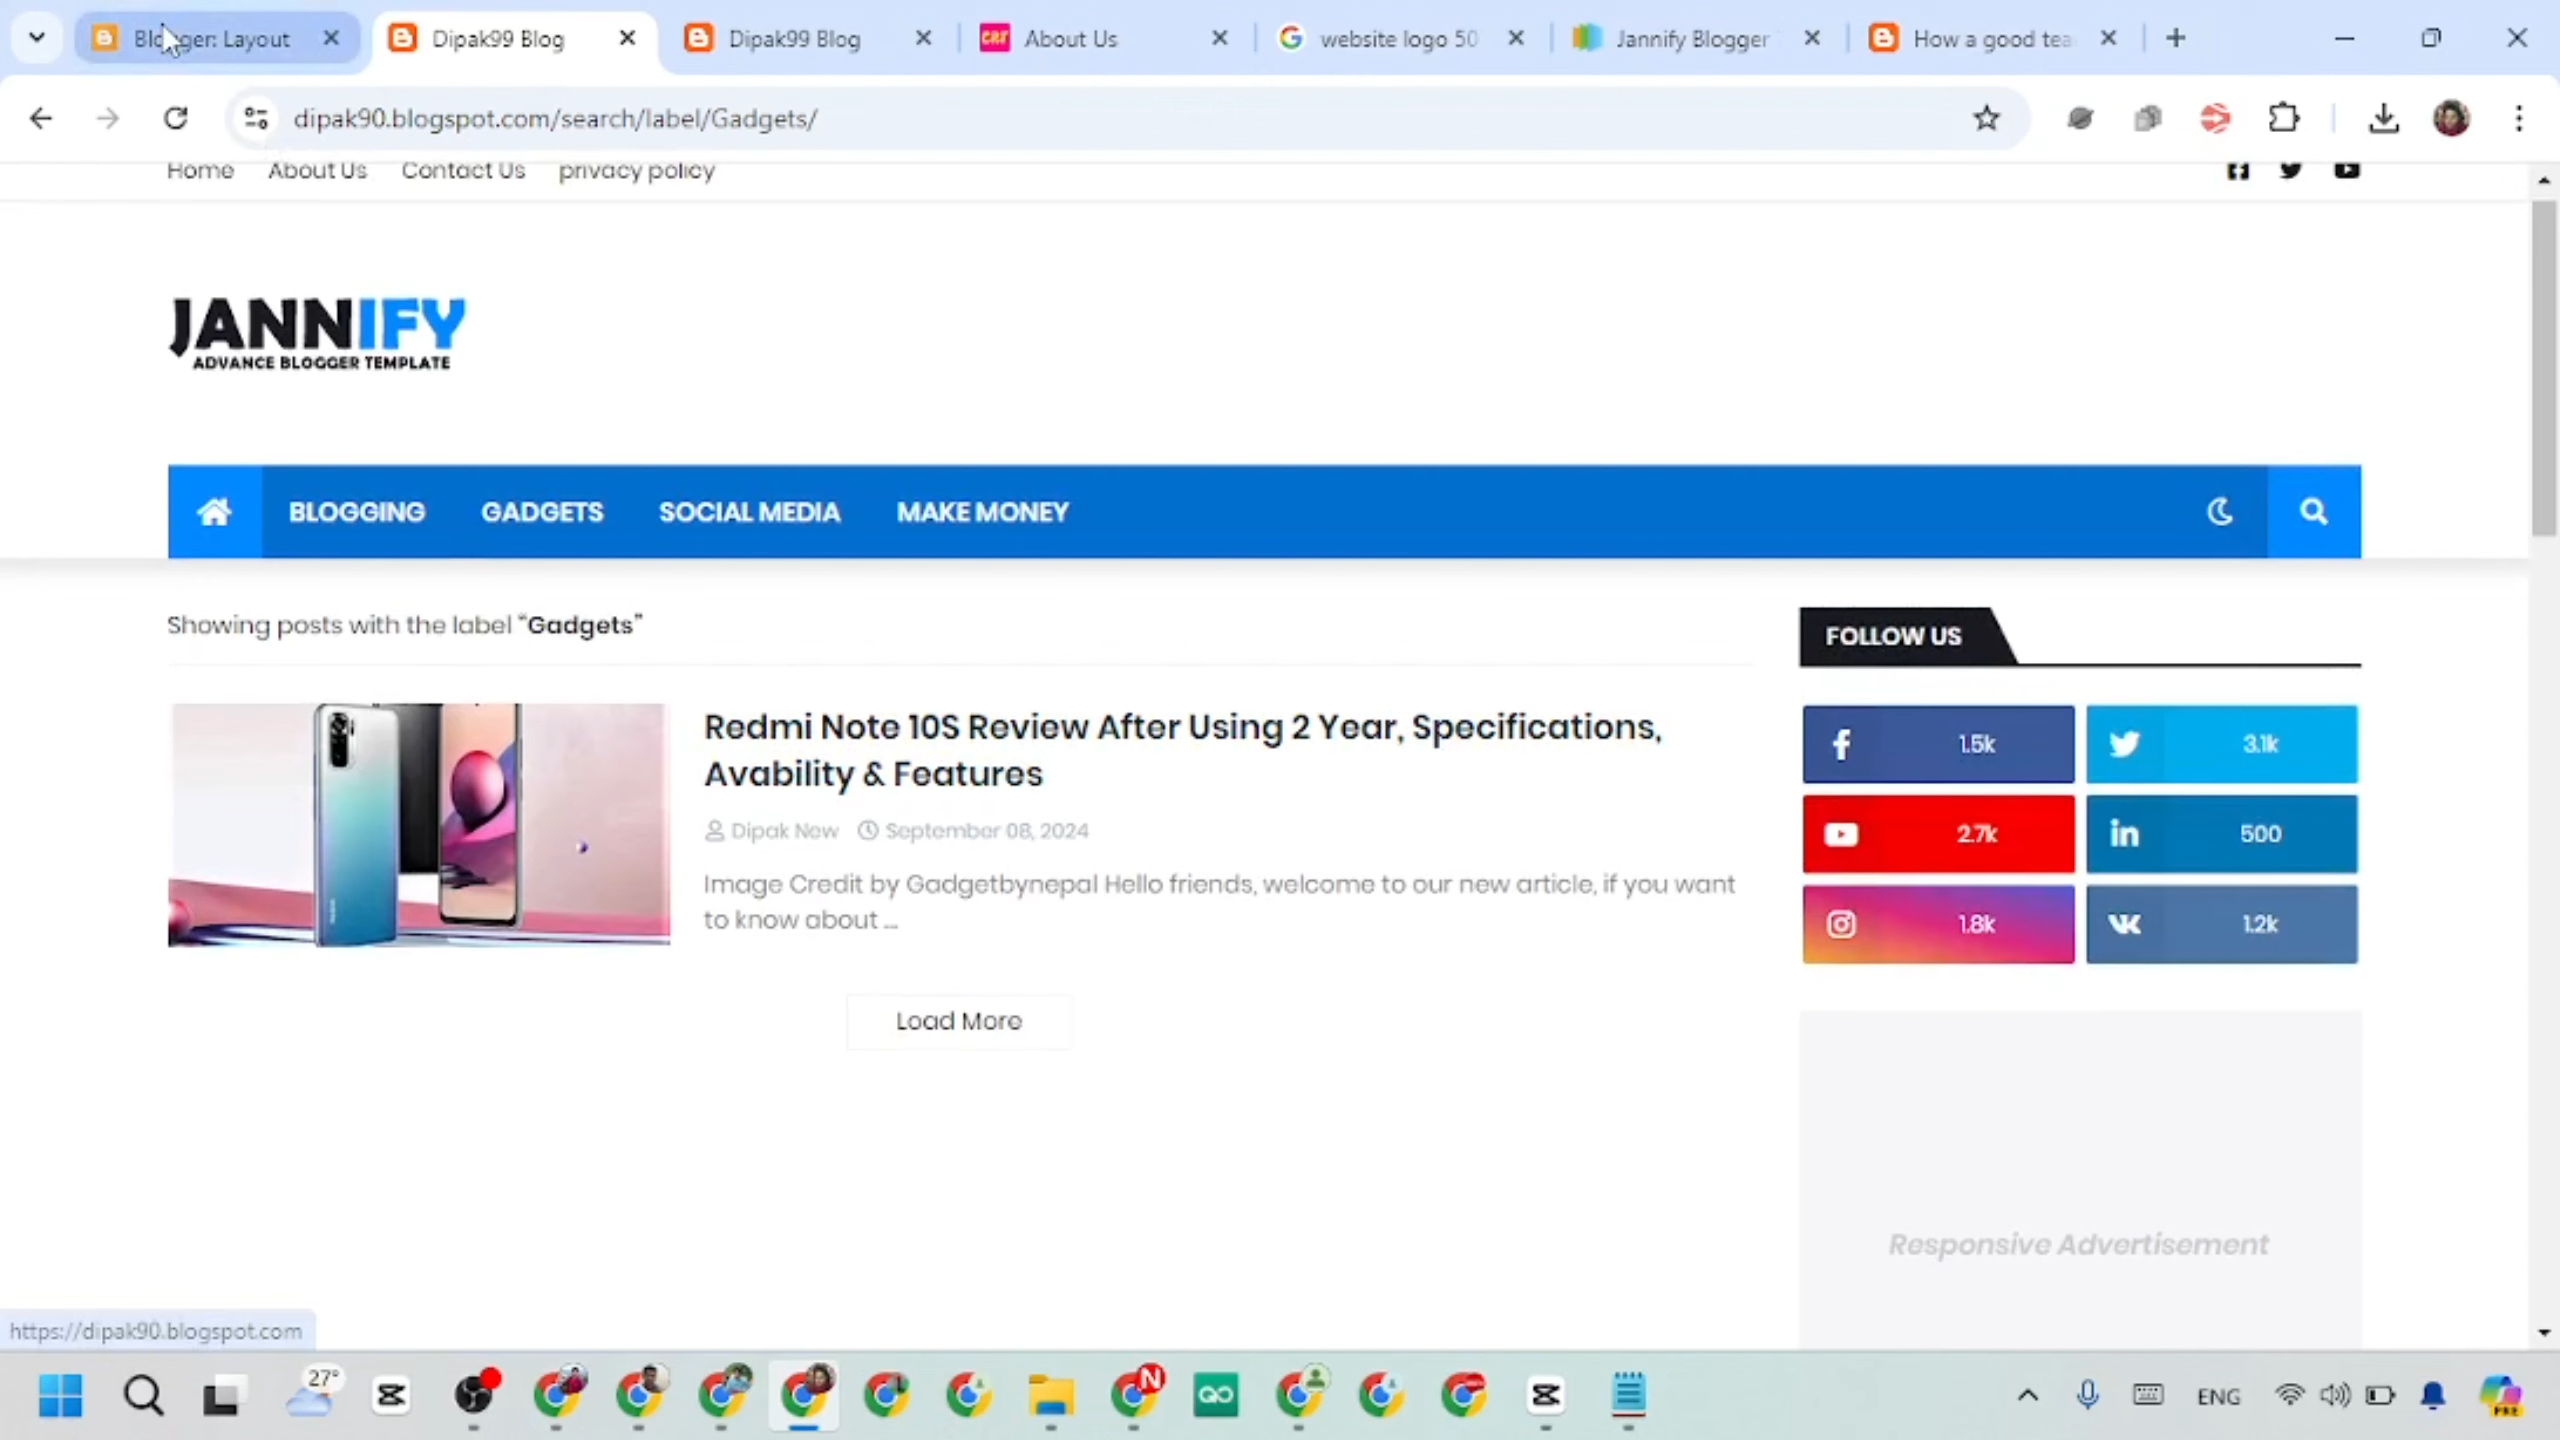 Blogger: Layout
Dipak99 Blog
Dipak99 Blog
CRF
About Us
website logo 50
Jannify Blogger
How a good tea
dipak90.blogspot.com/search/label/Gadgets/
Home
About Us
Contact Us
privacy policy
JANNIFY
ADVANCE BLOGGER TEMPLATE
BLOGGING
GADGETS
SOCIAL MEDIA
MAKE MONEY
Showing posts with the label "Gadgets"
FOLLOW US
Redmi Note 10S Review After Using 2 Year, Specifications,
Avability & Features
Dipak New
September 08, 2024
Image Credit by Gadgetbynepal Hello friends, welcome to our new article, if you want
to know about ...
1.5k
3.1k
2.7k
500
1.8k
1.2k
Load More
Responsive Advertisement
https://dipak90.blogspot.com
27°
N
ENG
PRE